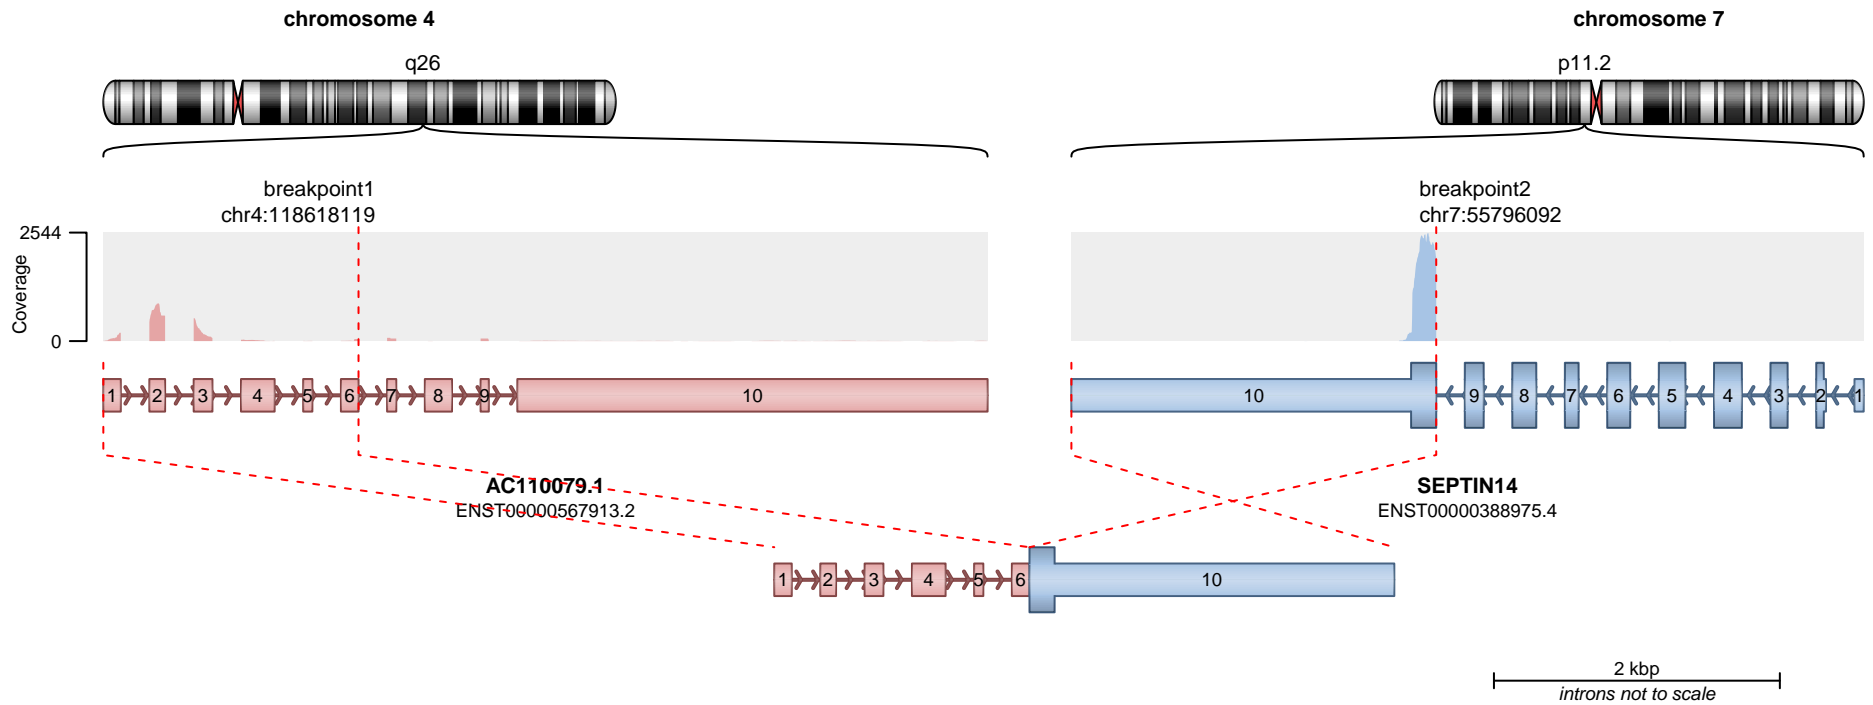 chromosome 4
chromosome 7
q26
p11.2
breakpoint1
chr4:118618119
breakpoint2
chr7:55796092
2544
Coverage
0
1 2 3 4 5 6 7 8 9 10
10 9 8 7 6 5 4 3 2 1
AC110079.1
ENST00000567913.2
SEPTIN14
ENST00000388975.4
1 2 3 4 5 6 10
2 kbp
introns not to scale